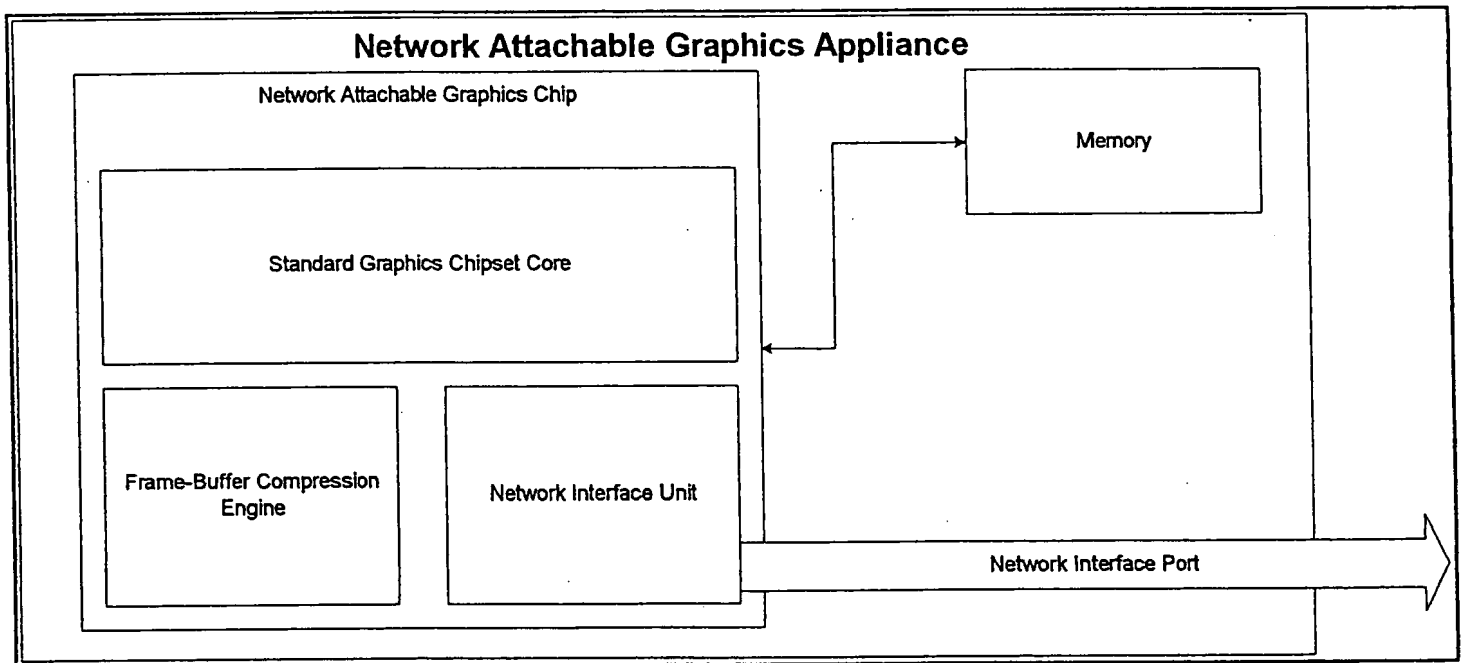 Network Attachable Graphics Appliance
Network Attachable Graphics Chip
Memory
Standard Graphics Chipset Core
Frame-Buffer Compression
Engine
Network Interface Unit
Network Interface Port